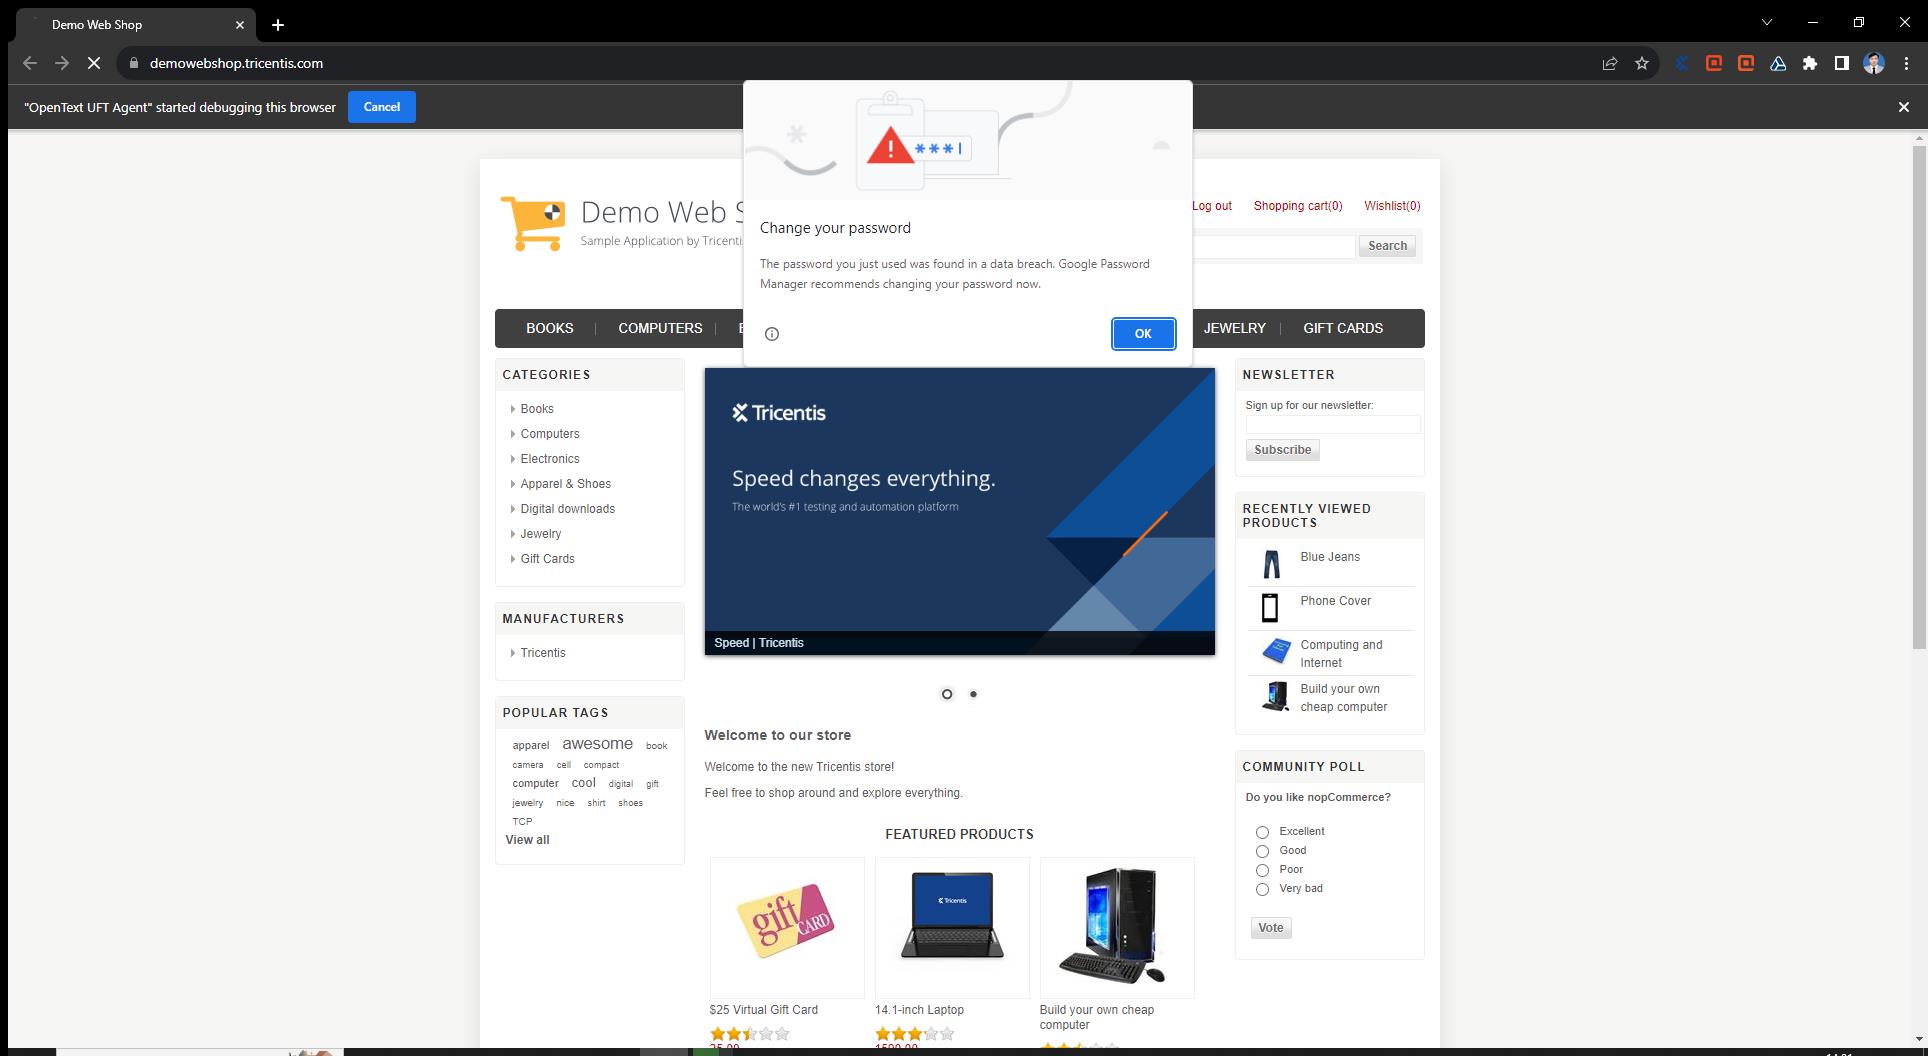 Demo Web Shop
demowebshop.tricentis.com
"OpenText UFT Agent" started debugging this browser
Cancel
Change your password
The password you just used was found in a data breach. Google Password
Manager recommends changing your password now.
OK
Demo Web S
Sample Application by Tricenti
Log out
Shopping cart(0)
Wishlist(0)
Search
BOOKS
COMPUTERS
JEWELRY
GIFT CARDS
CATEGORIES
Books
Computers
Electronics
Apparel & Shoes
Digital downloads
Jewelry
Gift Cards
MANUFACTURERS
Tricentis
POPULAR TAGS
apparel awesome book
camera cell compact
computer cool digital gift
jewelry nice shirt shoes
TCP
View all
Tricentis
Speed changes everything.
The world's #1 testing and automation platform
Speed | Tricentis
Welcome to our store
Welcome to the new Tricentis store!
Feel free to shop around and explore everything.
FEATURED PRODUCTS
gift
CARD
Tricentis
$25 Virtual Gift Card
14.1-inch Laptop
Build your own cheap
computer
NEWSLETTER
Sign up for our newsletter:
Subscribe
RECENTLY VIEWED
PRODUCTS
Blue Jeans
Phone Cover
Computing and
Internet
Build your own
cheap computer
COMMUNITY POLL
Do you like nopCommerce?
Excellent
Good
Poor
Very bad
Vote